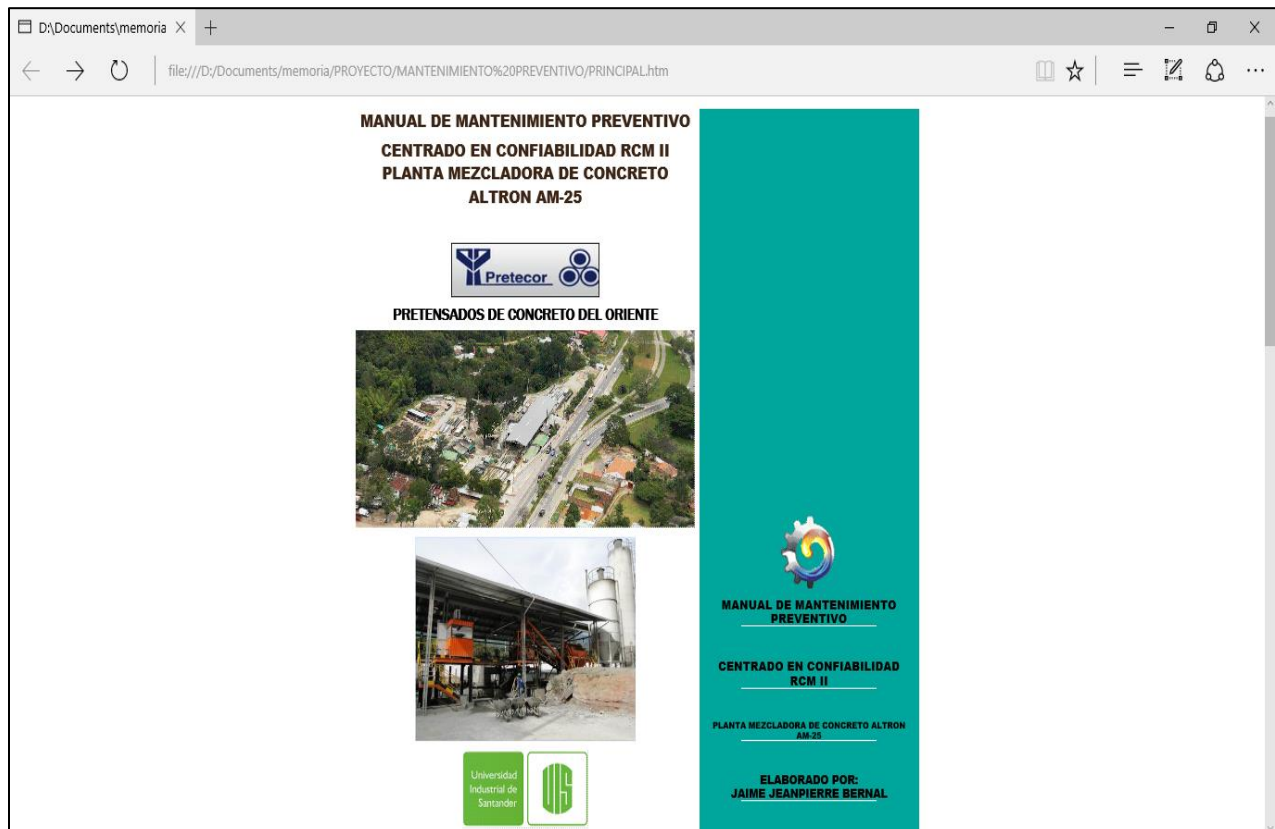 D:\Documents\memoria
file:///D:/Documents/memoria/PROYECTO/MANTENIMIENTO%20PREVENTIVO/PRINCIPAL.htm
MANUAL DE MANTENIMIENTO PREVENTIVO
CENTRADO EN CONFIABILIDAD RCM II
PLANTA MEZCLADORA DE CONCRETO
ALTRON AM-25
Pretecor
PRETENSADOS DE CONCRETO DEL ORIENTE
Universidad
Industrial de
Santander
UIS
MANUAL DE MANTENIMIENTO
PREVENTIVO
CENTRADO EN CONFIABILIDAD
RCM II
PLANTA MEZCLADORA DE CONCRETO ALTRON
AM-25
ELABORADO POR:
JAIME JEANPIERRE BERNAL